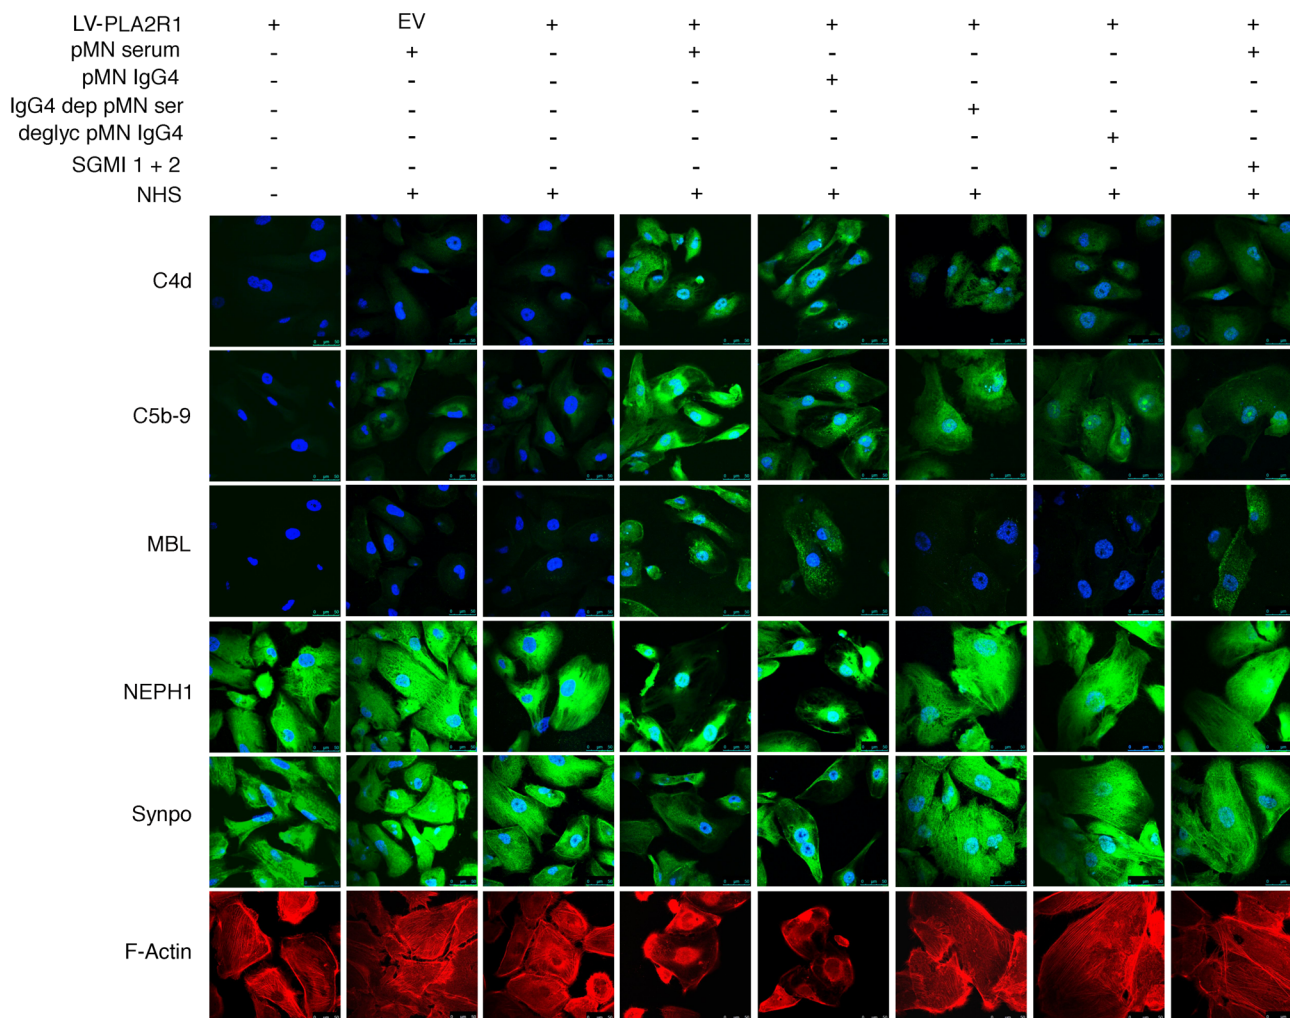 LV-PLA2R1 + EV + + + + + +
pMN serum - + - + - - - +
pMN IgG4 - - - - + - - -
IgG4 dep pMN ser - - - - - + - -
deglyc pMN IgG4 - - - - - - + -
SGMI 1 + 2 - - - - - - - +
NHS - + + + + + + +
C4d
C5b-9
MBL
NEPH1
Synpo
F-Actin